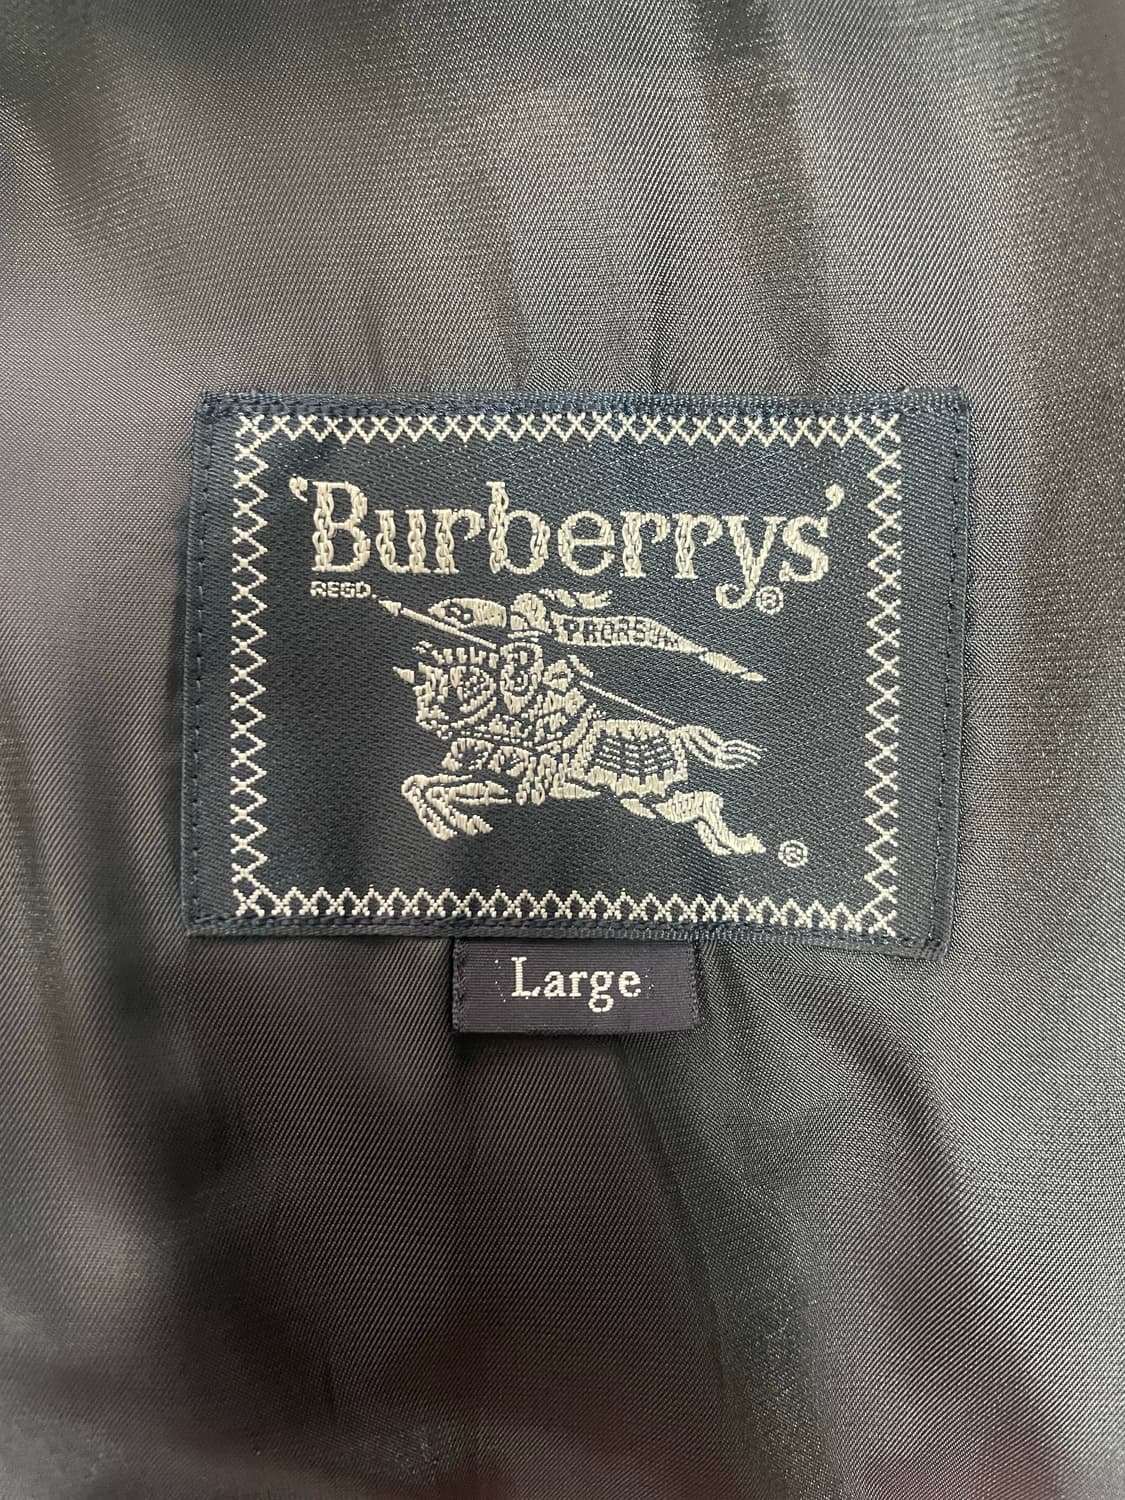 'Burberrys'®
REGD.
PRORSUM
®
Large